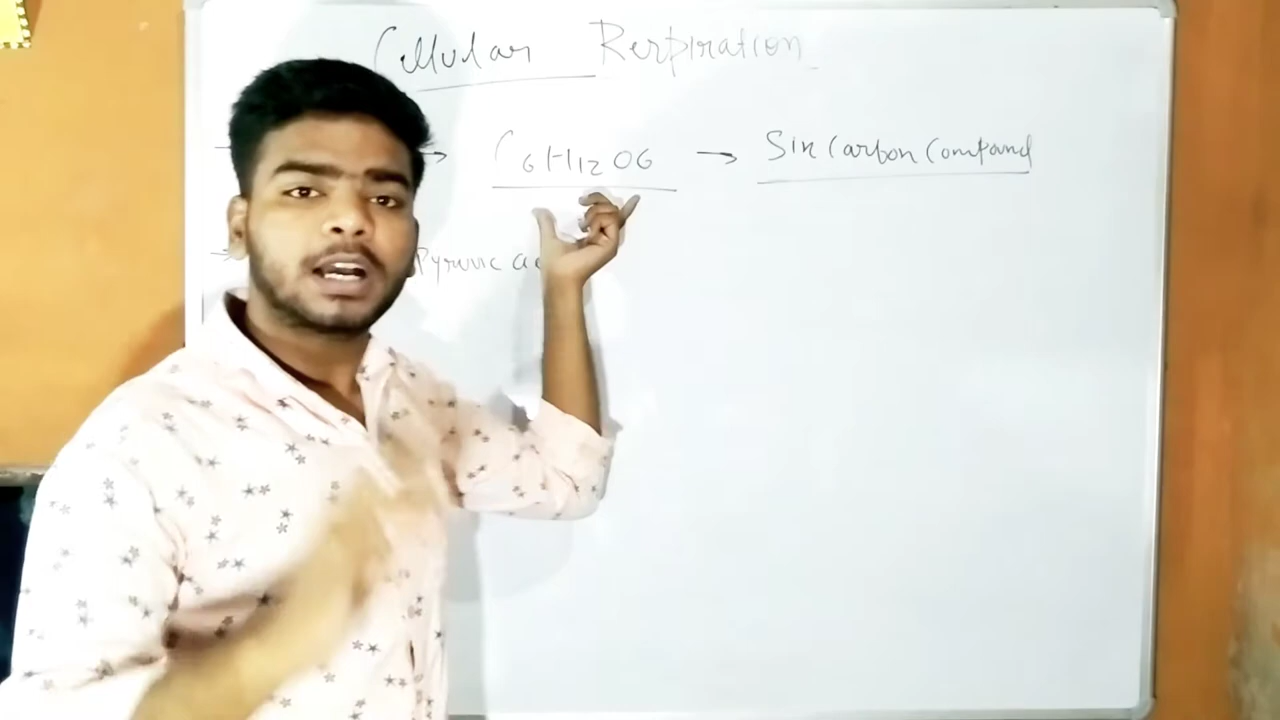 Cellular Respiration
→ C6H12O6 → Six Carbon Compound
→ Pyruvic